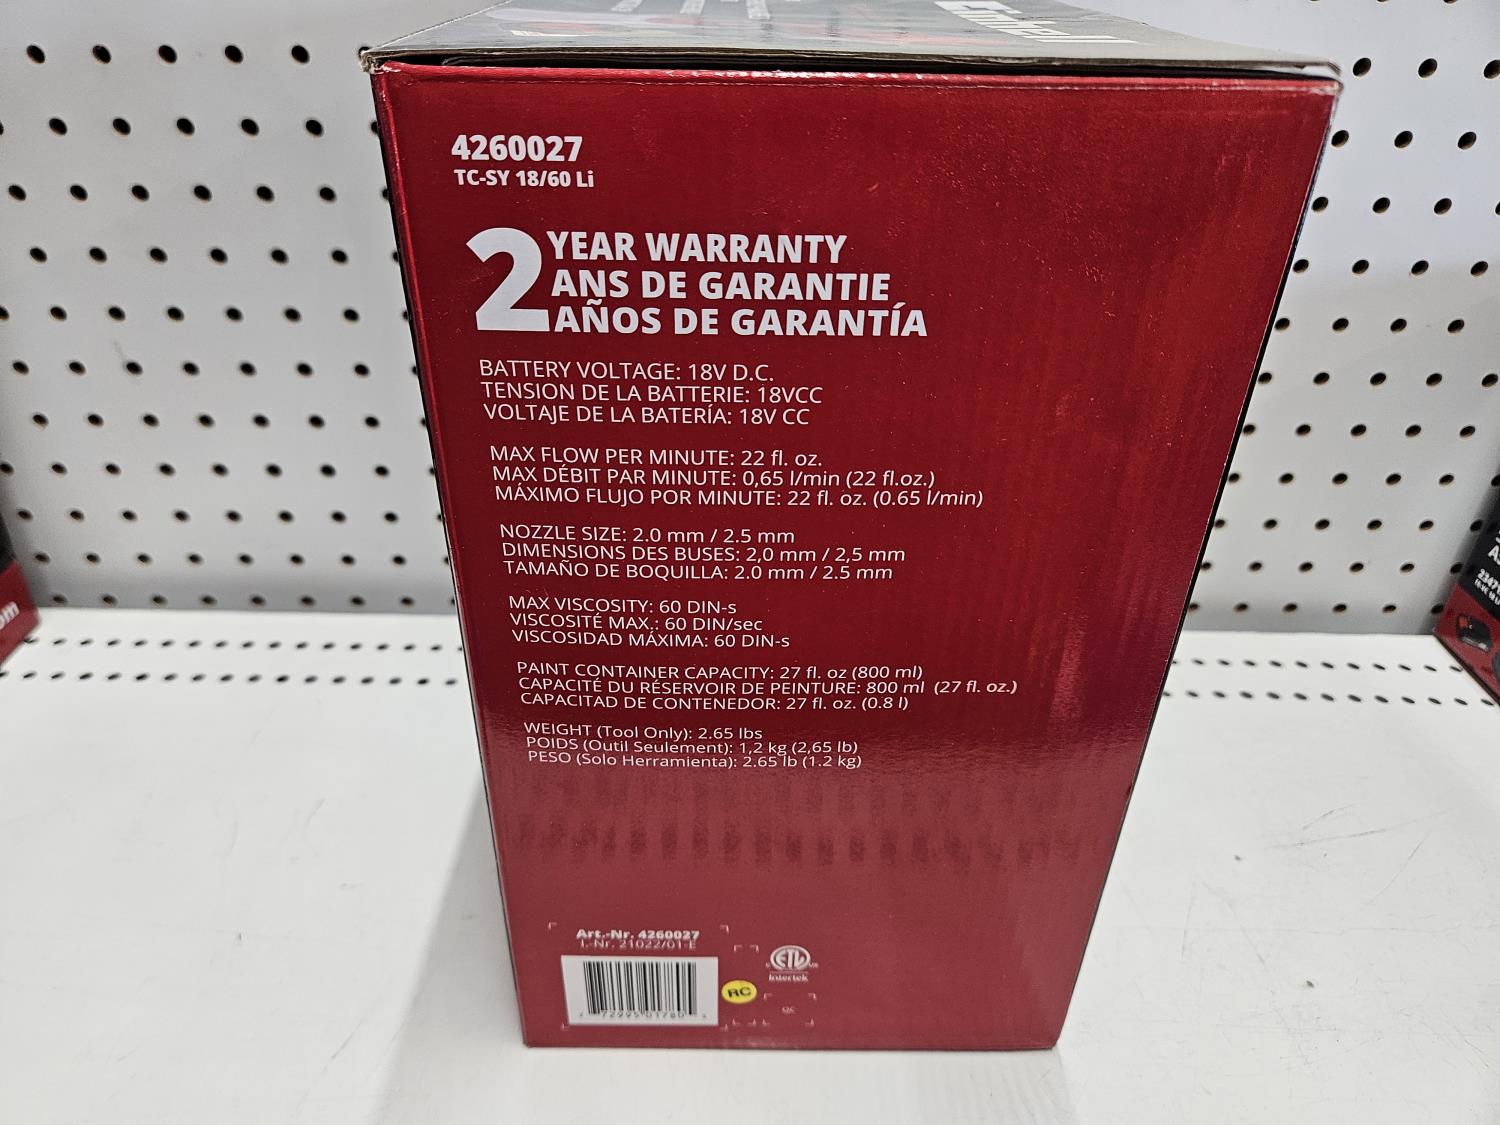 Einhell
4260027
TC-SY 18/60 Li
2 YEAR WARRANTY
ANS DE GARANTIE
AÑOS DE GARANTÍA
BATTERY VOLTAGE: 18V D.C.
TENSION DE LA BATTERIE: 18VCC
VOLTAJE DE LA BATERÍA: 18V CC
MAX FLOW PER MINUTE: 22 fl. oz.
MAX DÉBIT PAR MINUTE: 0,65 l/min (22 fl.oz.)
MÁXIMO FLUJO POR MINUTE: 22 fl. oz. (0.65 l/min)
NOZZLE SIZE: 2.0 mm / 2.5 mm
DIMENSIONS DES BUSES: 2,0 mm / 2,5 mm
TAMAÑO DE BOQUILLA: 2.0 mm / 2.5 mm
MAX VISCOSITY: 60 DIN-s
VISCOSITÉ MAX.: 60 DIN/sec
VISCOSIDAD MÁXIMA: 60 DIN-s
PAINT CONTAINER CAPACITY: 27 fl. oz (800 ml)
CAPACITÉ DU RÉSERVOIR DE PEINTURE: 800 ml (27 fl. oz.)
CAPACITAD DE CONTENEDOR: 27 fl. oz. (0.8 l)
WEIGHT (Tool Only): 2.65 lbs
POIDS (Outil Seulement): 1,2 kg (2,65 lb)
PESO (Solo Herramienta): 2.65 lb (1.2 kg)
Art.-Nr. 4260027
I.-Nr. 21022/01-E
RC
ETL
Intertek
QC
om